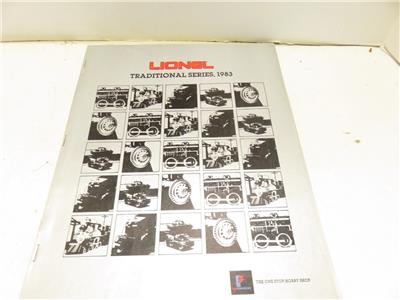 LIONEL
TRADITIONAL SERIES, 1983
THE ONE STOP HOBBY SHOP